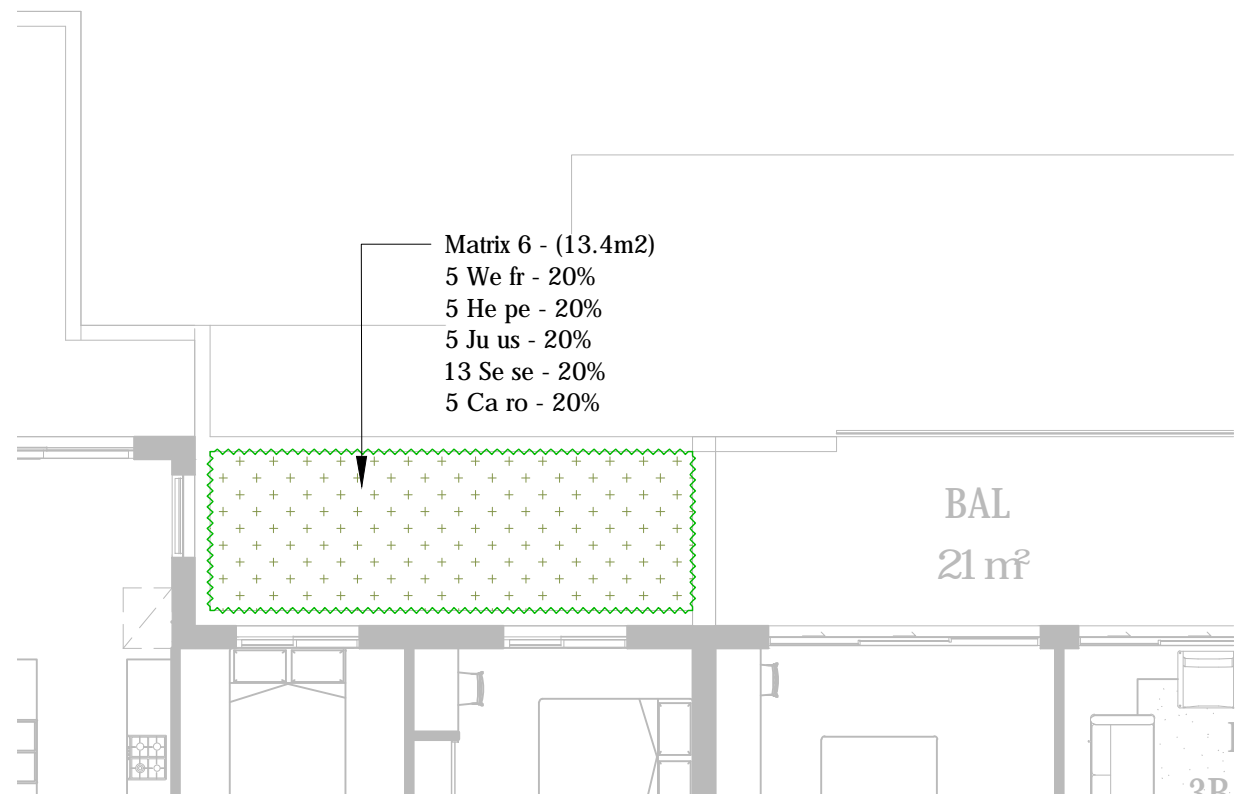 Matrix 6 - (13.4m2)
5 We fr - 20%
5 He pe - 20%
5 Ju us - 20%
13 Se se - 20%
5 Ca ro - 20%
BAL
21 m²
3B